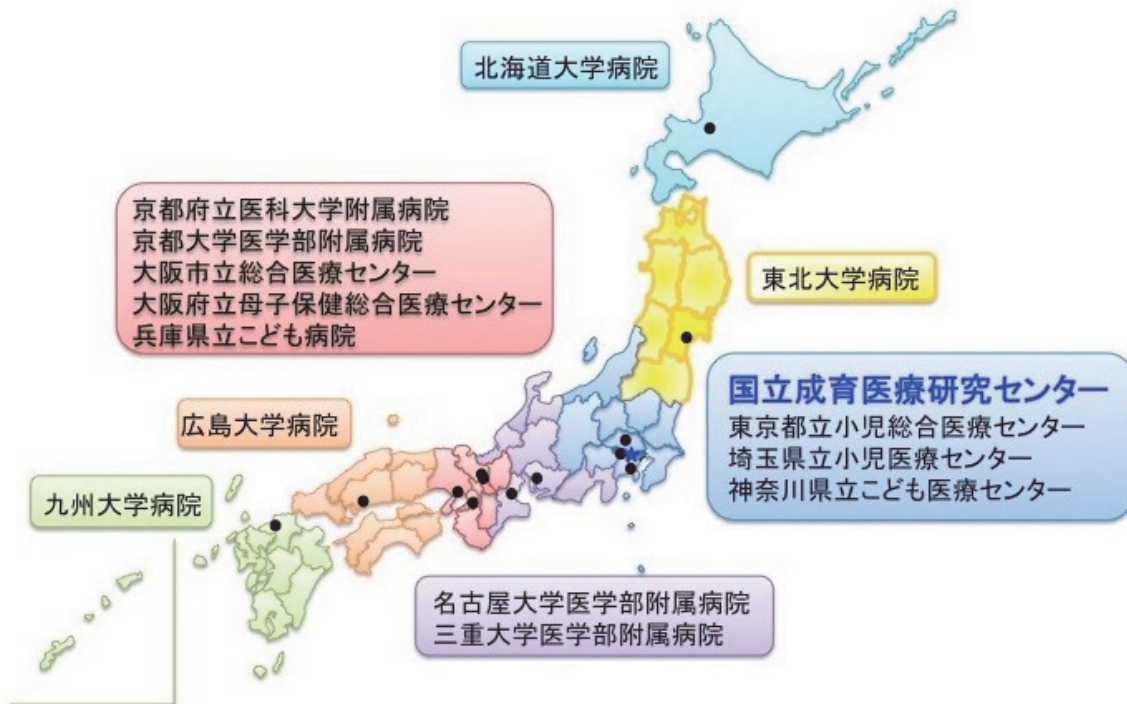 北海道大学病院
京都府立医科大学附属病院
京都大学医学部附属病院
大阪市立総合医療センター
大阪府立母子保健総合医療センター
兵庫県立こども病院
東北大学病院
国立成育医療研究センター
東京都立小児総合医療センター
埼玉県立小児医療センター
神奈川県立こども医療センター
広島大学病院
九州大学病院
名古屋大学医学部附属病院
三重大学医学部附属病院